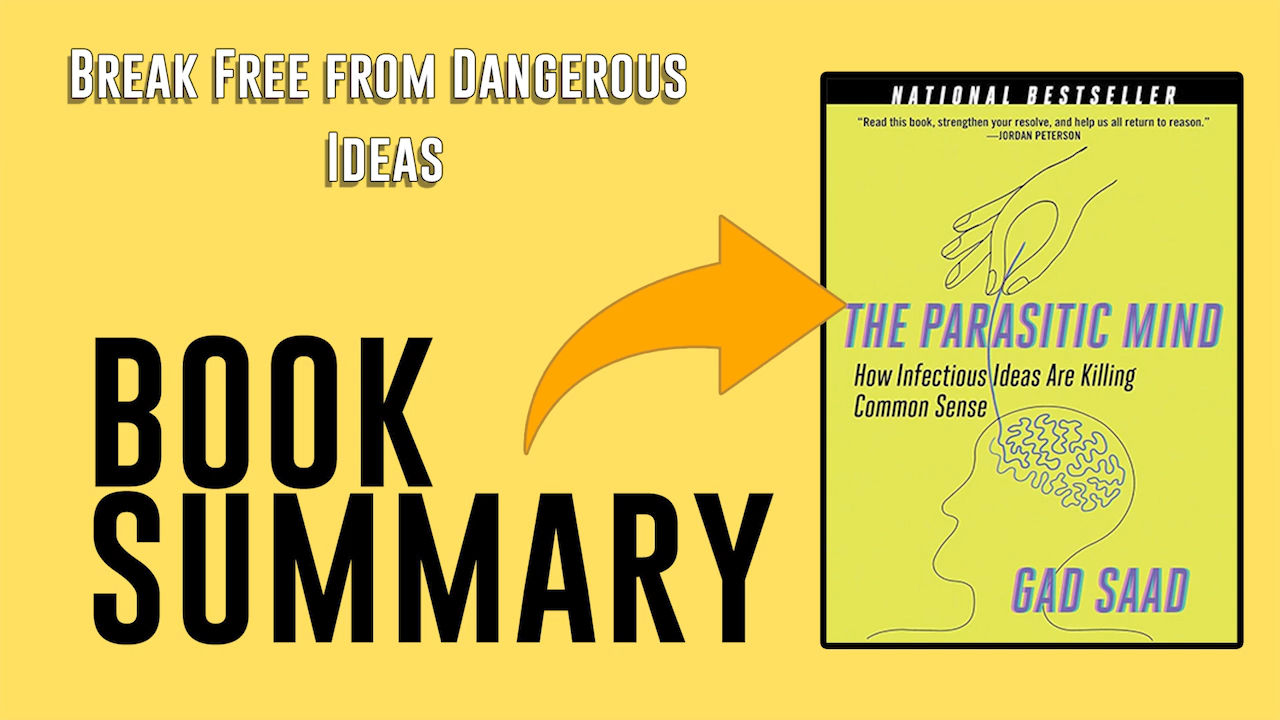 BREAK FREE FROM DANGEROUS
IDEAS
BOOK
SUMMARY
NATIONAL BESTSELLER
“Read this book, strengthen your resolve, and help us all return to reason.”
—JORDAN PETERSON
THE PARASITIC MIND
How Infectious Ideas Are Killing
Common Sense
GAD SAAD